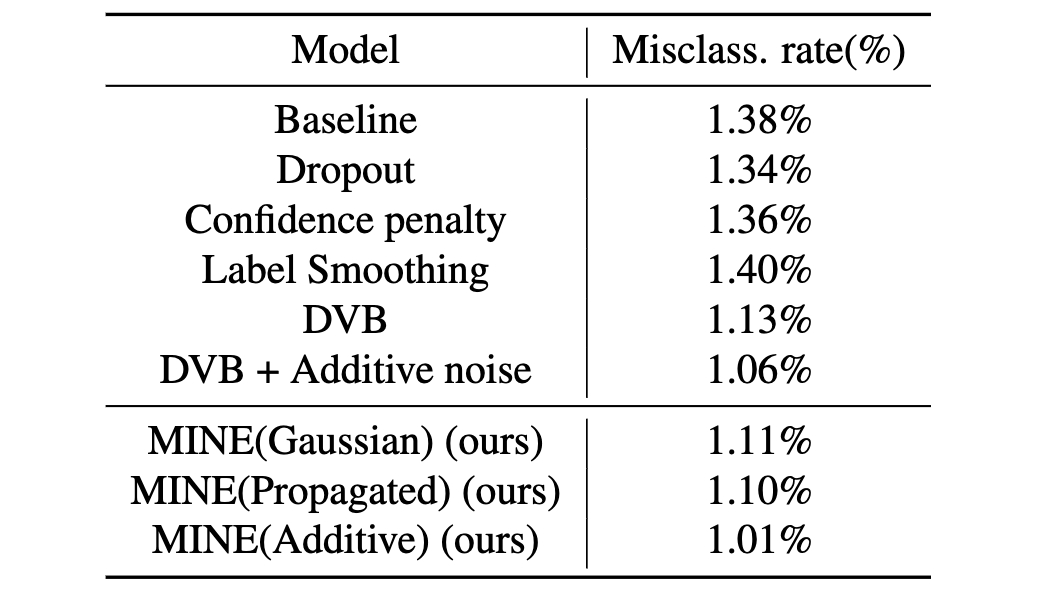 Model Misclass. rate(%)
Baseline 1.38%
Dropout 1.34%
Confidence penalty 1.36%
Label Smoothing 1.40%
DVB 1.13%
DVB + Additive noise 1.06%
MINE(Gaussian) (ours) 1.11%
MINE(Propagated) (ours) 1.10%
MINE(Additive) (ours) 1.01%